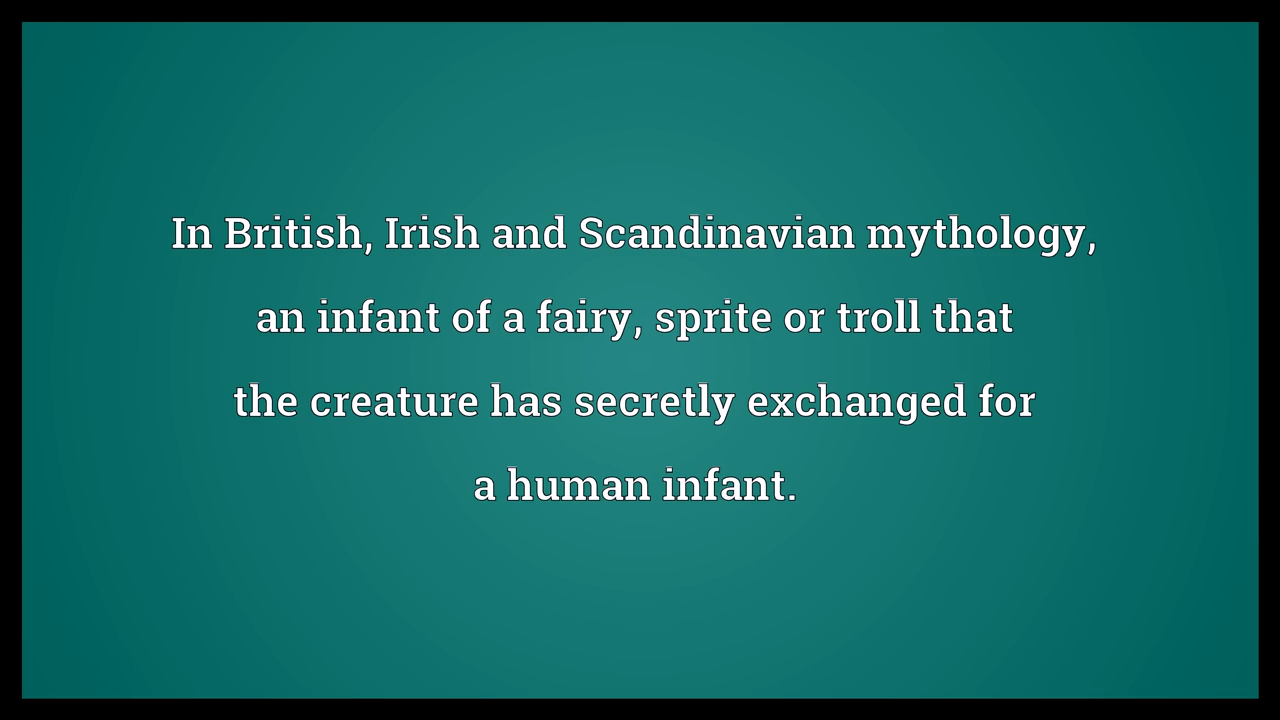 In British, Irish and Scandinavian mythology,
an infant of a fairy, sprite or troll that
the creature has secretly exchanged for
a human infant.